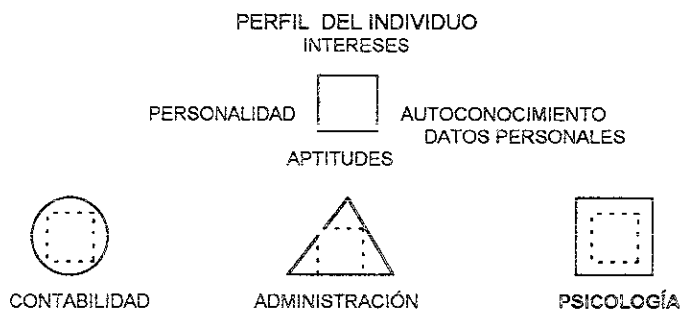 PERFIL DEL INDIVIDUO
INTERESES
PERSONALIDAD
AUTOCONOCIMIENTO
DATOS PERSONALES
APTITUDES
CONTABILIDAD
ADMINISTRACIÓN
PSICOLOGÍA